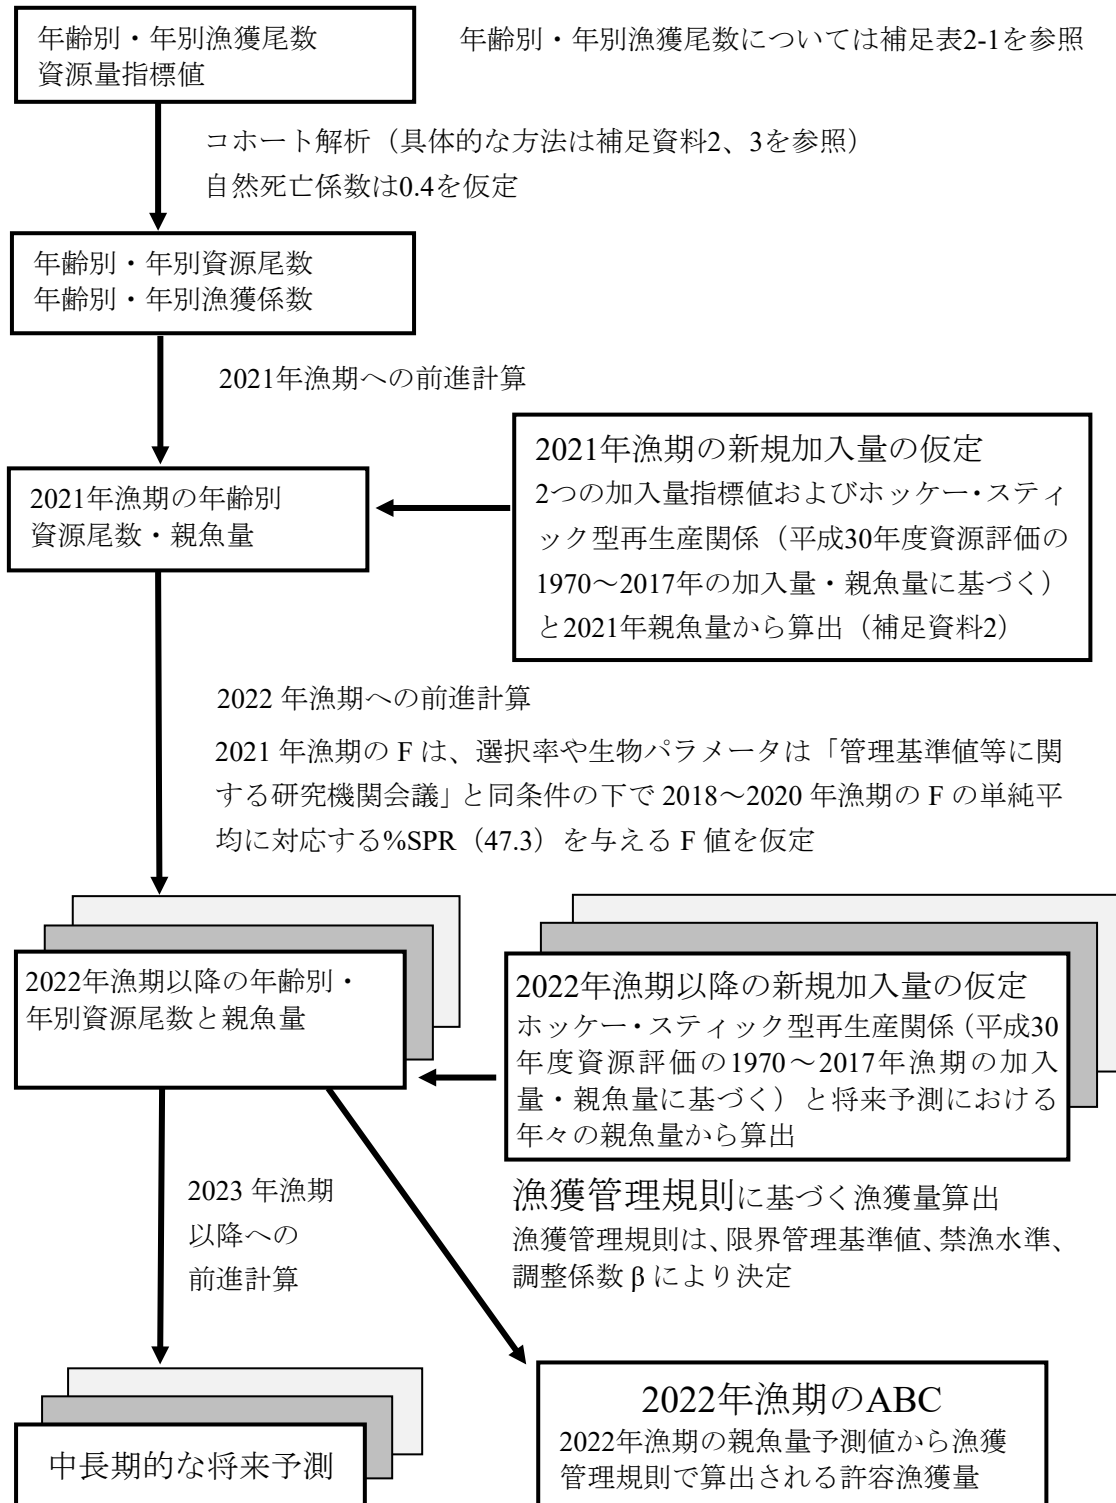 年齢別・年別漁獲尾数
資源量指標値
年齢別・年別漁獲尾数については補足表2-1を参照
コホート解析（具体的な方法は補足資料2、3を参照）
自然死亡係数は0.4を仮定
年齢別・年別資源尾数
年齢別・年別漁獲係数
2021年漁期への前進計算
2021年漁期の年齢別
資源尾数・親魚量
2021年漁期の新規加入量の仮定
2つの加入量指標値およびホッケー・スティ
ック型再生産関係（平成30年度資源評価の
1970～2017年の加入量・親魚量に基づく）
と2021年親魚量から算出（補足資料2）
2022 年漁期への前進計算
2021 年漁期の F は、選択率や生物パラメータは「管理基準値等に関
する研究機関会議」と同条件の下で 2018～2020 年漁期の F の単純平
均に対応する%SPR（47.3）を与える F 値を仮定
2022年漁期以降の年齢別・
年別資源尾数と親魚量
2022年漁期以降の新規加入量の仮定
ホッケー・スティック型再生産関係（平成30
年度資源評価の1970～2017年漁期の加入
量・親魚量に基づく）と将来予測における
年々の親魚量から算出
2023 年漁期
以降への
前進計算
漁獲管理規則に基づく漁獲量算出
漁獲管理規則は、限界管理基準値、禁漁水準、
調整係数 β により決定
中長期的な将来予測
2022年漁期のABC
2022年漁期の親魚量予測値から漁獲
管理規則で算出される許容漁獲量